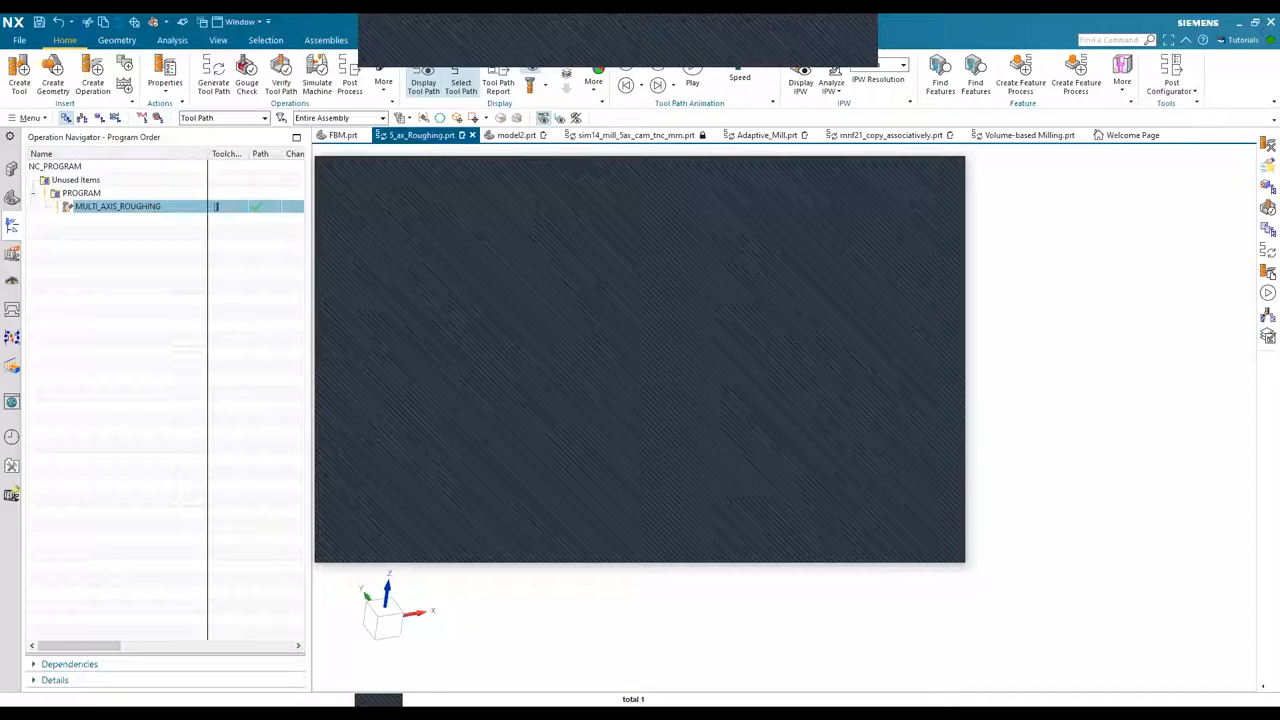 NX
Window
SIEMENS
File
Home
Geometry
Analysis
View
Selection
Assemblies
Find a Command
Tutorials
Create Tool
Create Geometry
Create Operation
Properties
Generate Tool Path
Gouge Check
Verify Tool Path
Simulate Machine
Post Process
More
Display Tool Path
Select Tool Path
Tool Path Report
More
Play
Speed
Display IPW
Analyze IPW
IPW Resolution
Find Features
Find Features
Create Feature Process
Create Feature Process
More
Post Configurator
Insert
Actions
Operations
Display
Tool Path Animation
IPW
Feature
Tools
Menu
Tool Path
Entire Assembly
Operation Navigator - Program Order
FBM.prt
5_ax_Roughing.prt
model2.prt
sim14_mill_5ax_cam_tnc_mm.prt
Adaptive_Mill.prt
mnf21_copy_associatively.prt
Volume-based Milling.prt
Welcome Page
Name
Toolch...
Path
Chan
NC_PROGRAM
Unused Items
PROGRAM
MULTI_AXIS_ROUGHING
Z
Y
X
Dependencies
Details
total 1